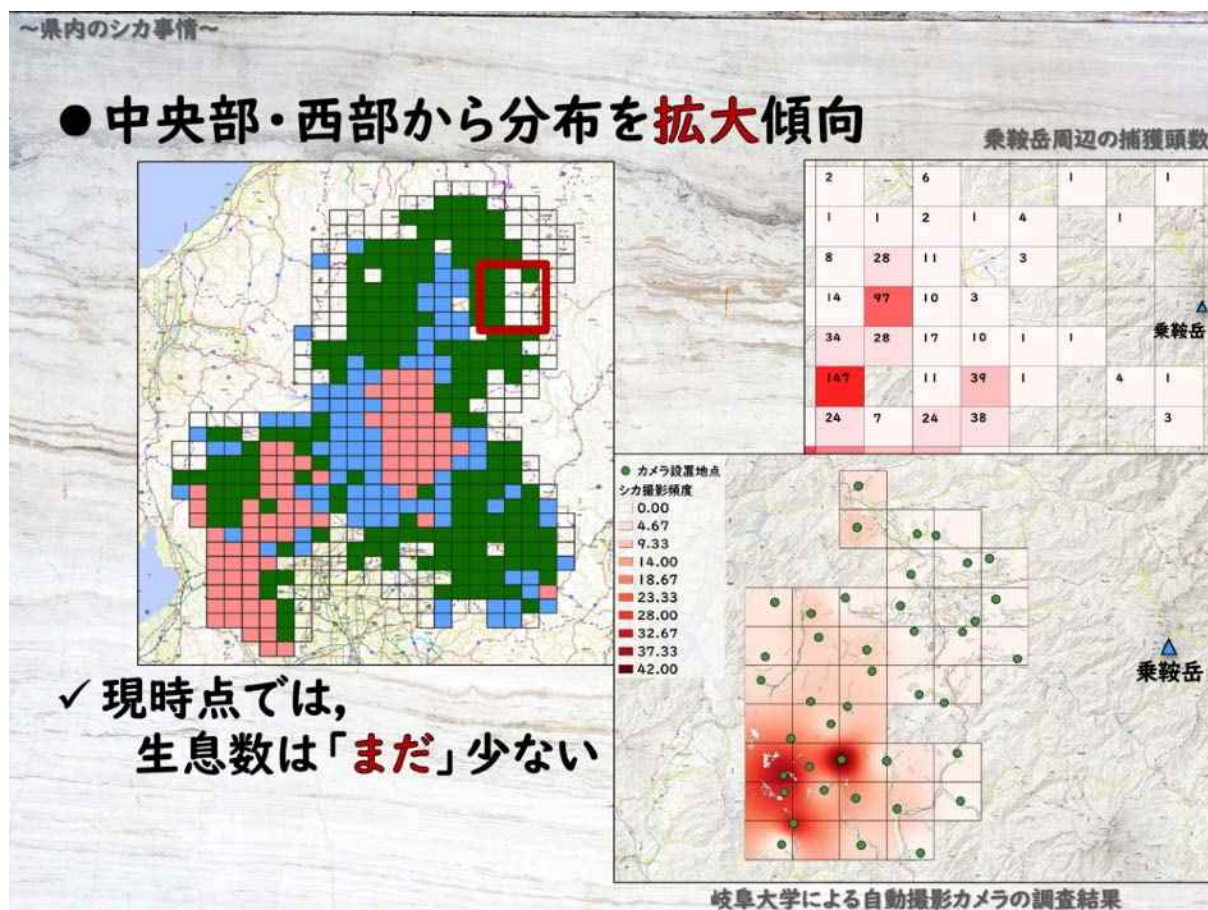 ～県内のシカ事情～
●中央部・西部から分布を拡大傾向
乗鞍岳周辺の捕獲頭数
2 6 1 1
1 1 2 1 4 1
8 28 11 3
14 97 10 3
乗鞍岳
34 28 17 10 1 1
147 11 39 1 4 1
24 7 24 38 3
カメラ設置地点
シカ撮影頻度
0.00
4.67
9.33
14.00
18.67
23.33
28.00
32.67
37.33
42.00
乗鞍岳
✓ 現時点では，
生息数は「まだ」少ない
岐阜大学による自動撮影カメラの調査結果